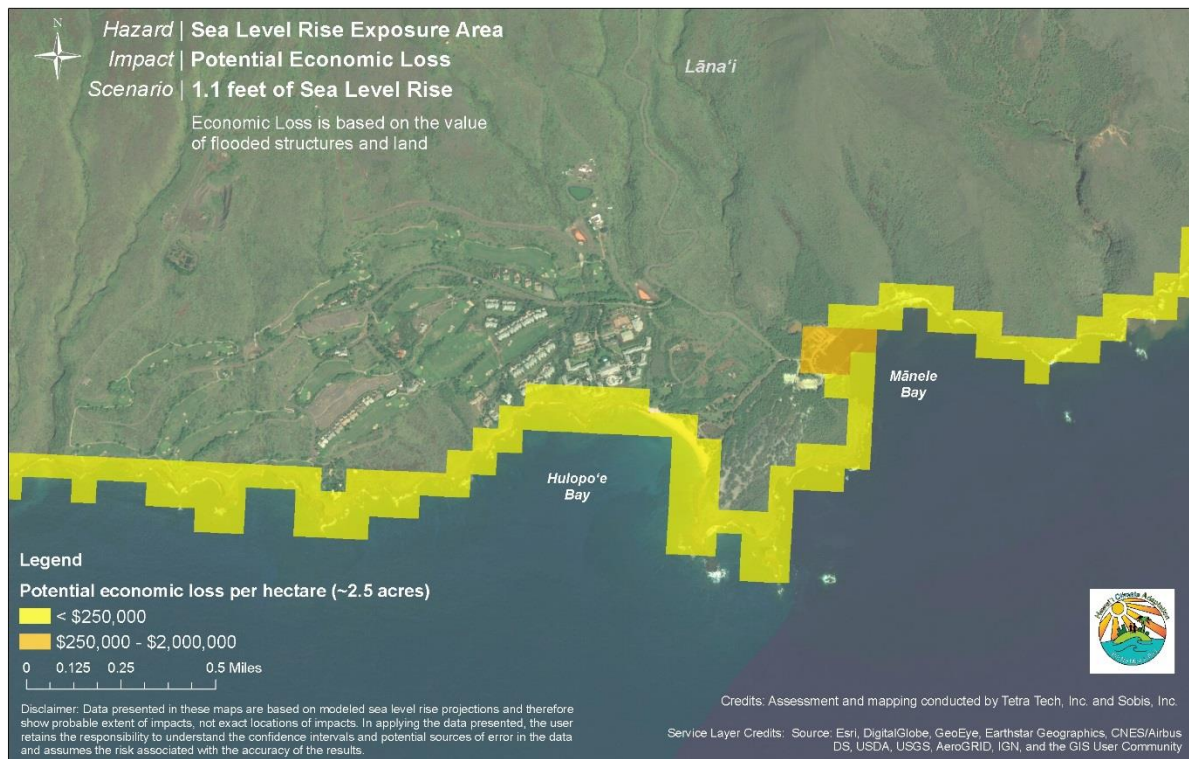 N
Hazard | Sea Level Rise Exposure Area
Impact | Potential Economic Loss
Scenario | 1.1 feet of Sea Level Rise
Economic Loss is based on the value
of flooded structures and land
Lānaʻi
Mānele
Bay
Hulopoʻe
Bay
Legend
Potential economic loss per hectare (~2.5 acres)
< $250,000
$250,000 - $2,000,000
0 0.125 0.25 0.5 Miles
Disclaimer: Data presented in these maps are based on modeled sea level rise projections and therefore
show probable extent of impacts, not exact locations of impacts. In applying the data presented, the user
retains the responsibility to understand the confidence intervals and potential sources of error in the data
and assumes the risk associated with the accuracy of the results.
Hawaiʻi Climate Adaptation
Credits: Assessment and mapping conducted by Tetra Tech, Inc. and Sobis, Inc.
Service Layer Credits: Source: Esri, DigitalGlobe, GeoEye, Earthstar Geographics, CNES/Airbus
DS, USDA, USGS, AeroGRID, IGN, and the GIS User Community